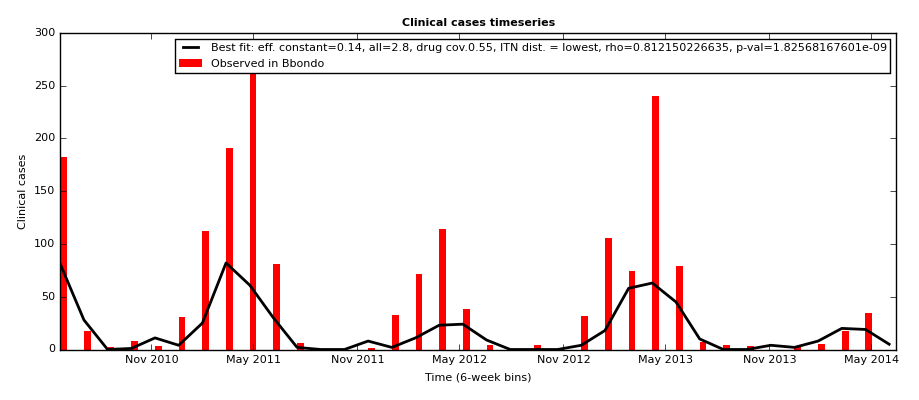 Clinical cases timeseries
Best fit: eff. constant=0.14, all=2.8, drug cov.0.55, ITN dist. = lowest, rho=0.812150226635, p-val=1.82568167601e-09
Observed in Bbondo
300
250
200
150
100
50
0
Clinical cases
Nov 2010 May 2011 Nov 2011 May 2012 Nov 2012 May 2013 Nov 2013 May 2014
Time (6-week bins)